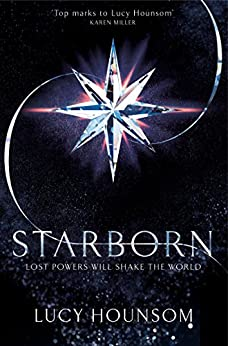 'Top marks to Lucy Hounsom'
KAREN MILLER
STARBORN
LOST POWERS WILL SHAKE THE WORLD
LUCY HOUNSOM